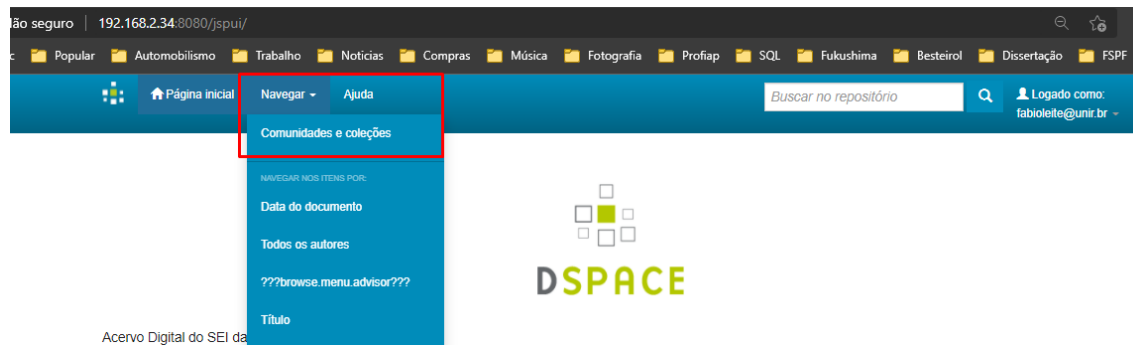 ão seguro | 192.168.2.34:8080/jspui/
c Popular Automobilismo Trabalho Noticias Compras Música Fotografia Profiap SQL Fukushima Besteirol Dissertação FSPF
Página inicial Navegar Ajuda Buscar no repositório Logado como:
fabioleite@unir.br
Comunidades e coleções
NAVEGAR NOS ITENS POR:
Data do documento
Todos os autores
???browse.menu.advisor???
Título
DSPACE
Acervo Digital do SEI da